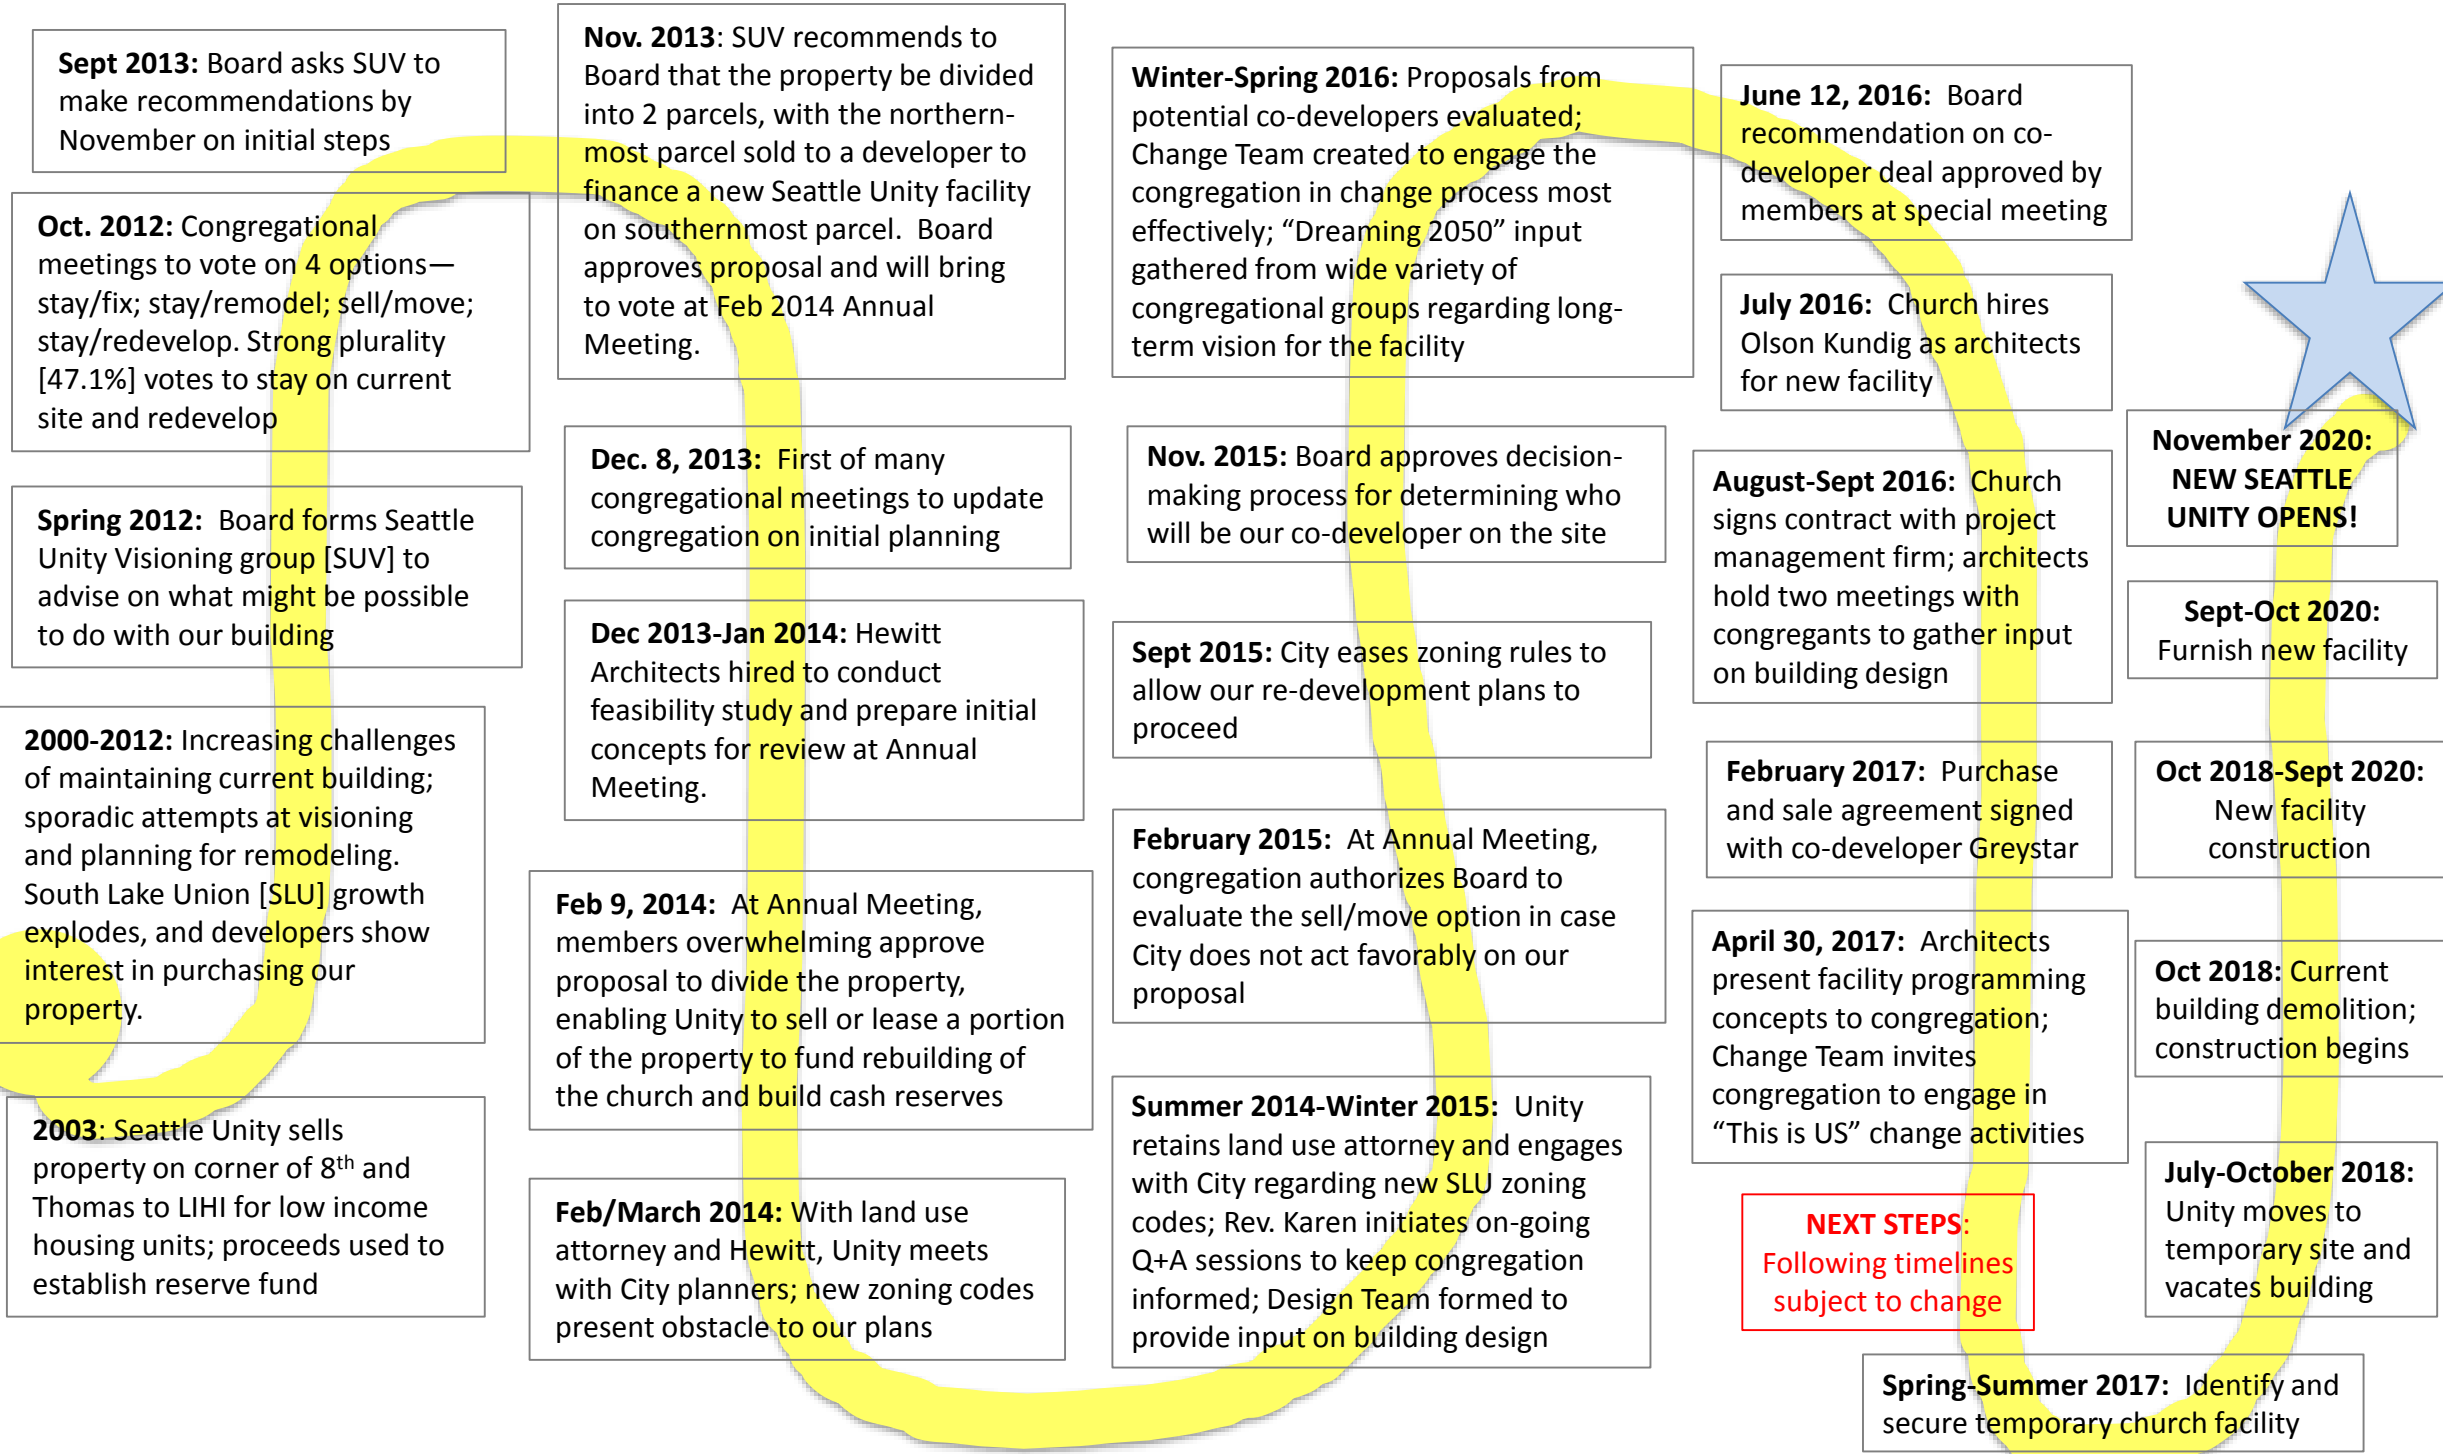 Sept 2013: Board asks SUV to
make recommendations by
November on initial steps
Oct. 2012: Congregational
meetings to vote on 4 options—
stay/fix; stay/remodel; sell/move;
stay/redevelop. Strong plurality
[47.1%] votes to stay on current
site and redevelop
Spring 2012: Board forms Seattle
Unity Visioning group [SUV] to
advise on what might be possible
to do with our building
2000-2012: Increasing challenges
of maintaining current building;
sporadic attempts at visioning
and planning for remodeling.
South Lake Union [SLU] growth
explodes, and developers show
interest in purchasing our
property.
2003: Seattle Unity sells
property on corner of 8th and
Thomas to LIHI for low income
housing units; proceeds used to
establish reserve fund
Nov. 2013: SUV recommends to
Board that the property be divided
into 2 parcels, with the northern-
most parcel sold to a developer to
finance a new Seattle Unity facility
on southernmost parcel. Board
approves proposal and will bring
to vote at Feb 2014 Annual
Meeting.
Dec. 8, 2013: First of many
congregational meetings to update
congregation on initial planning
Dec 2013-Jan 2014: Hewitt
Architects hired to conduct
feasibility study and prepare initial
concepts for review at Annual
Meeting.
Feb 9, 2014: At Annual Meeting,
members overwhelming approve
proposal to divide the property,
enabling Unity to sell or lease a portion
of the property to fund rebuilding of
the church and build cash reserves
Feb/March 2014: With land use
attorney and Hewitt, Unity meets
with City planners; new zoning codes
present obstacle to our plans
Winter-Spring 2016: Proposals from
potential co-developers evaluated;
Change Team created to engage the
congregation in change process most
effectively; “Dreaming 2050” input
gathered from wide variety of
congregational groups regarding long-
term vision for the facility
Nov. 2015: Board approves decision-
making process for determining who
will be our co-developer on the site
Sept 2015: City eases zoning rules to
allow our re-development plans to
proceed
February 2015: At Annual Meeting,
congregation authorizes Board to
evaluate the sell/move option in case
City does not act favorably on our
proposal
Summer 2014-Winter 2015: Unity
retains land use attorney and engages
with City regarding new SLU zoning
codes; Rev. Karen initiates on-going
Q+A sessions to keep congregation
informed; Design Team formed to
provide input on building design
June 12, 2016: Board
recommendation on co-
developer deal approved by
members at special meeting
July 2016: Church hires
Olson Kundig as architects
for new facility
August-Sept 2016: Church
signs contract with project
management firm; architects
hold two meetings with
congregants to gather input
on building design
February 2017: Purchase
and sale agreement signed
with co-developer Greystar
April 30, 2017: Architects
present facility programming
concepts to congregation;
Change Team invites
congregation to engage in
“This is US” change activities
NEXT STEPS:
Following timelines
subject to change
Spring-Summer 2017: Identify and
secure temporary church facility
November 2020:
NEW SEATTLE
UNITY OPENS!
Sept-Oct 2020:
Furnish new facility
Oct 2018-Sept 2020:
New facility
construction
Oct 2018: Current
building demolition;
construction begins
July-October 2018:
Unity moves to
temporary site and
vacates building